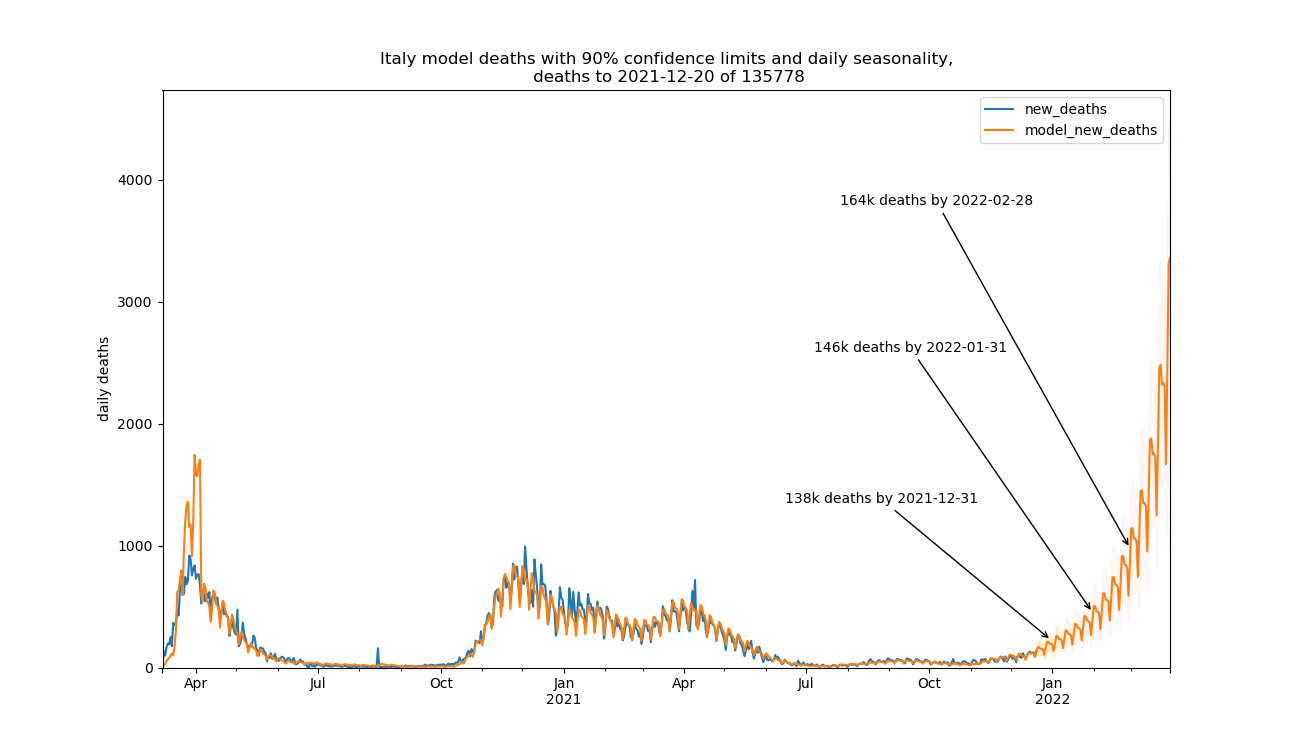 Italy model deaths with 90% confidence limits and daily seasonality,
deaths to 2021-12-20 of 135778
new_deaths
model_new_deaths
4000
3000
2000
1000
0
daily deaths
164k deaths by 2022-02-28
146k deaths by 2022-01-31
138k deaths by 2021-12-31
Apr
Jul
Oct
Jan
2021
Apr
Jul
Oct
Jan
2022